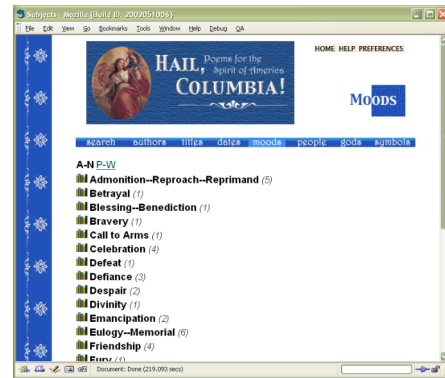 Subjects - Mozilla {Build ID: 2002051006}
File Edit View Go Bookmarks Tools Window Help Debug QA
HOME HELP PREFERENCES
HAIL, Poems for the
Spirit of America
COLUMBIA!
MOODS
search authors titles dates moods people gods symbols
A-N P-W
Admonition--Reproach--Reprimand (5)
Betrayal (1)
Blessing--Benediction (1)
Bravery (1)
Call to Arms (1)
Celebration (4)
Defeat (1)
Defiance (3)
Despair (2)
Divinity (1)
Emancipation (2)
Eulogy--Memorial (6)
Friendship (4)
Fury (1)
Document: Done (219.093 secs)